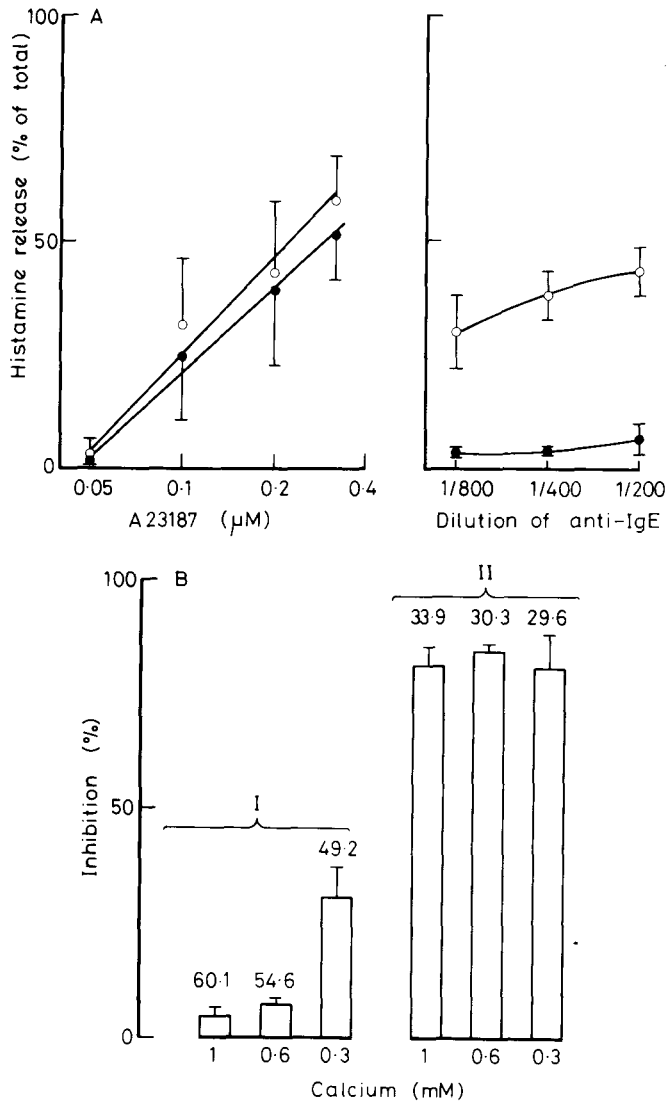 A
Histamine release (% of total)
100
50
0
0·05 0·1 0·2 0·4
A23187 (µM)
1/800 1/400 1/200
Dilution of anti-IgE
B
Inhibition (%)
100
50
0
I
60·1 54·6 49·2
II
33·9 30·3 29·6
1 0·6 0·3 1 0·6 0·3
Calcium (mM)